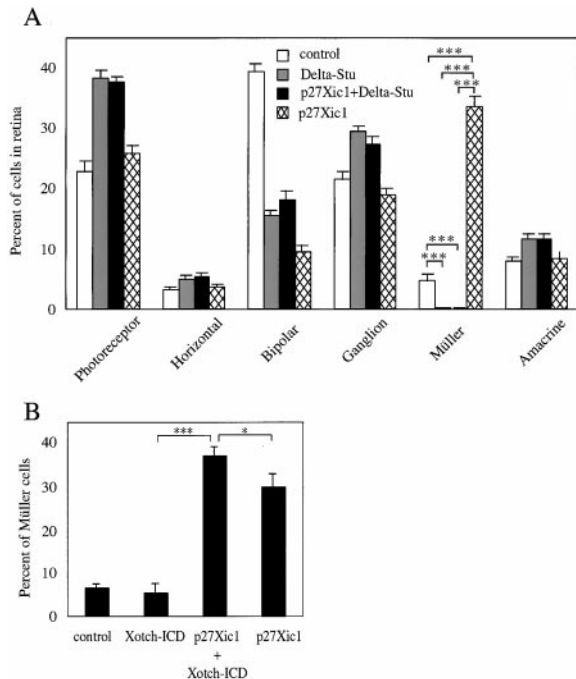 A
Percent of cells in retina
40
30
20
10
0
control
Delta-Stu
p27Xic1+Delta-Stu
p27Xic1
***
***
***
***
***
Photoreceptor
Horizontal
Bipolar
Ganglion
Müller
Amacrine
B
Percent of Müller cells
40
30
20
10
0
***
*
control
Xotch-ICD
p27Xic1
+
Xotch-ICD
p27Xic1